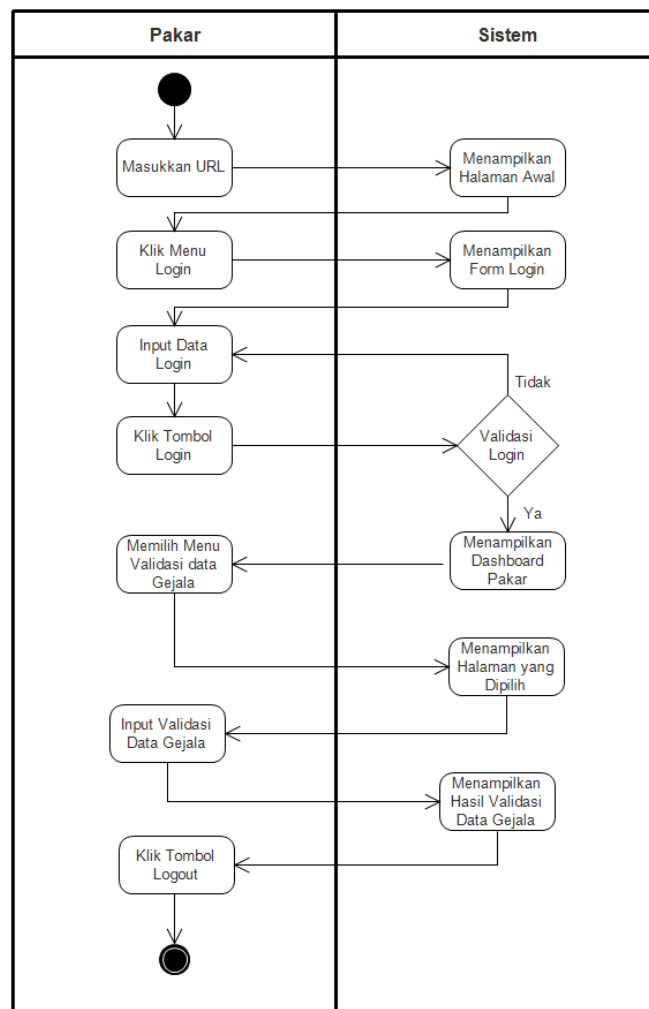 Pakar
Sistem
Masukkan URL
Menampilkan
Halaman Awal
Klik Menu
Login
Menampilkan
Form Login
Input Data
Login
Tidak
Klik Tombol
Login
Validasi
Login
Ya
Memilih Menu
Validasi data
Gejala
Menampilkan
Dashboard
Pakar
Menampilkan
Halaman yang
Dipilih
Input Validasi
Data Gejala
Menampilkan
Hasil Validasi
Data Gejala
Klik Tombol
Logout